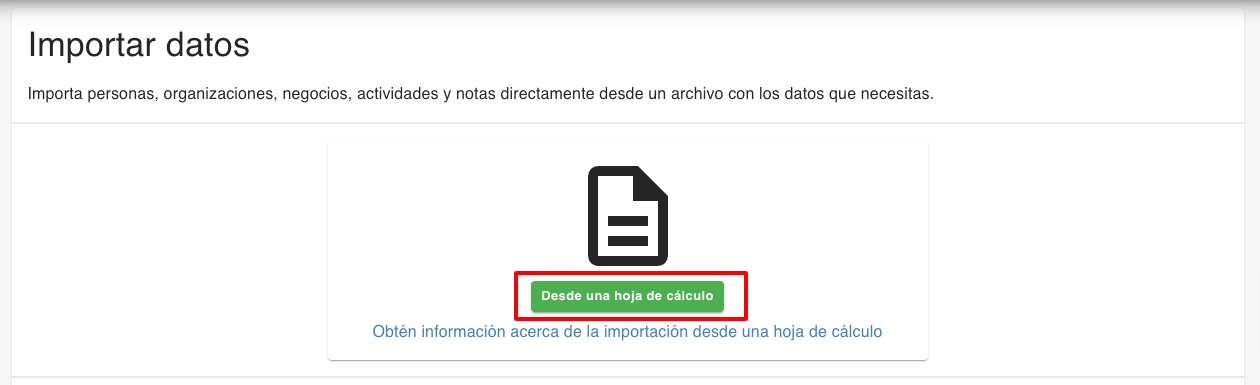 Importar datos
Importa personas, organizaciones, negocios, actividades y notas directamente desde un archivo con los datos que necesitas.
Desde una hoja de cálculo
Obtén información acerca de la importación desde una hoja de cálculo